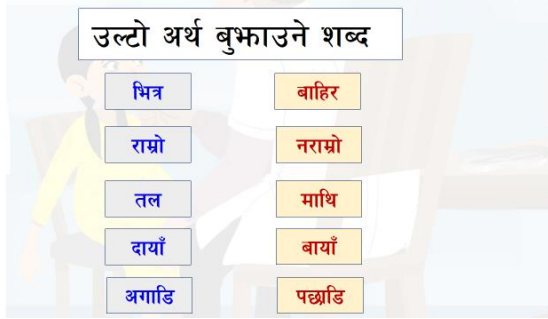 उल्टो अर्थ बुझाउने शब्द
भित्र बाहिर
राम्रो नराम्रो
तल माथि
दायाँ बायाँ
अगाडि पछाडि